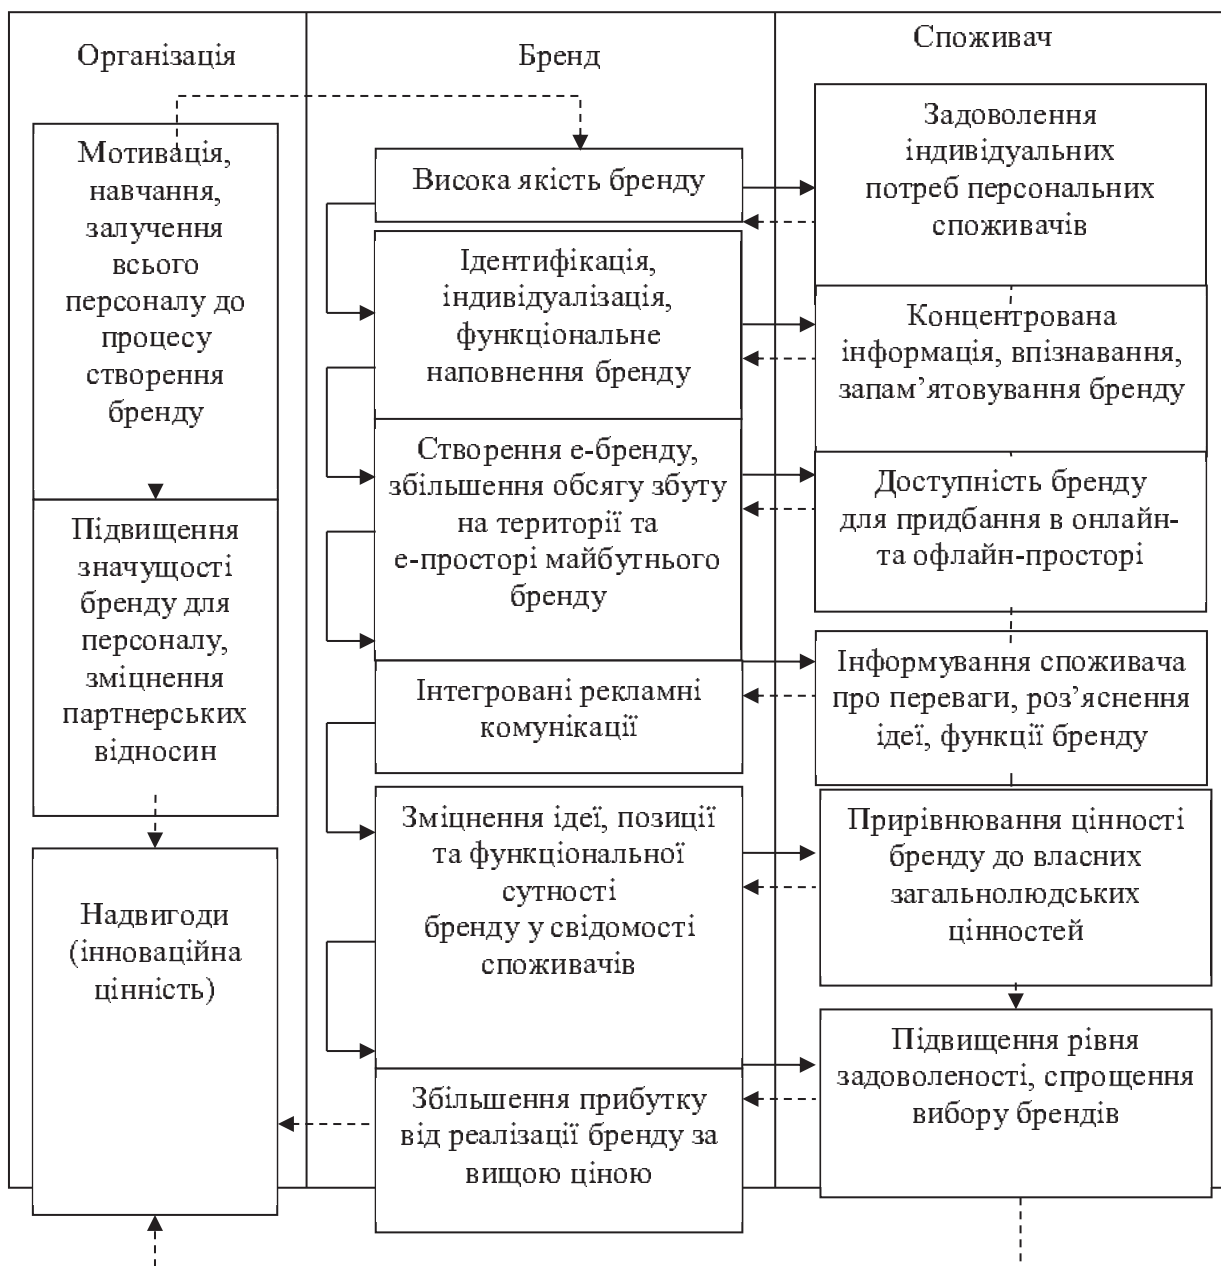 Організація
Мотивація,
навчання,
залучення
всього
персоналу до
процесу
створення
бренду
Підвищення
значущості
бренду для
персоналу,
зміцнення
партнерських
відносин
Надвигоди
(інноваційна
цінність)
Бренд
Висока якість бренду
Ідентифікація,
індивідуалізація,
функціональне
наповнення бренду
Створення е-бренду,
збільшення обсягу збуту
на території та
е-просторі майбутнього
бренду
Інтегровані рекламні
комунікації
Зміцнення ідеї, позиції
та функціональної
сутності
бренду у свідомості
споживачів
Збільшення прибутку
від реалізації бренду за
вищою ціною
Споживач
Задоволення
індивідуальних
потреб персональних
споживачів
Концентрована
інформація, впізнавання,
запам’ятовування бренду
Доступність бренду
для придбання в онлайн-
та офлайн-просторі
Інформування споживача
про переваги, роз’яснення
ідеї, функції бренду
Прирівнювання цінності
бренду до власних
загальнолюдських
цінностей
Підвищення рівня
задоволеності, спрощення
вибору брендів